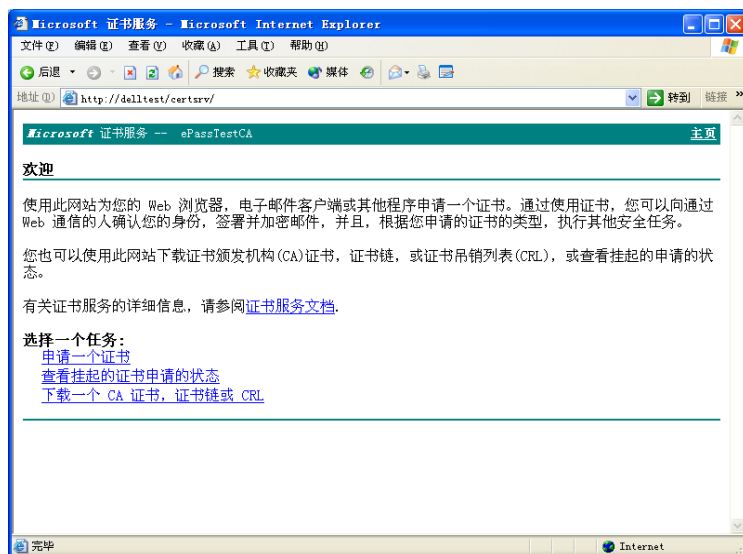 Microsoft 证书服务 - Microsoft Internet Explorer
文件(F) 编辑(E) 查看(V) 收藏(A) 工具(T) 帮助(H)
后退 搜索 收藏夹 媒体
地址(D) http://delltest/certsrv/ 转到 链接 »
Microsoft 证书服务 -- ePassTestCA 主页
欢迎
使用此网站为您的 Web 浏览器，电子邮件客户端或其他程序申请一个证书。通过使用证书，您可以向通过
Web 通信的人确认您的身份，签署并加密邮件，并且，根据您申请的证书的类型，执行其他安全任务。
您也可以使用此网站下载证书颁发机构(CA)证书，证书链，或证书吊销列表(CRL)，或查看挂起的申请的状
态。
有关证书服务的详细信息，请参阅证书服务文档.
选择一个任务:
申请一个证书
查看挂起的证书申请的状态
下载一个 CA 证书，证书链或 CRL
完毕 Internet